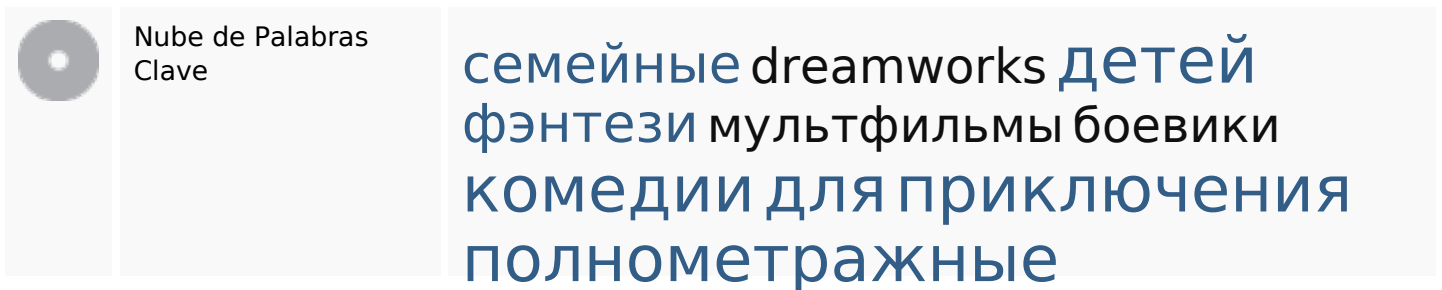 Nube de Palabras
Clave
семейные dreamworks детей
фэнтези мультфильмы боевики
комедии для приключения
полнометражные